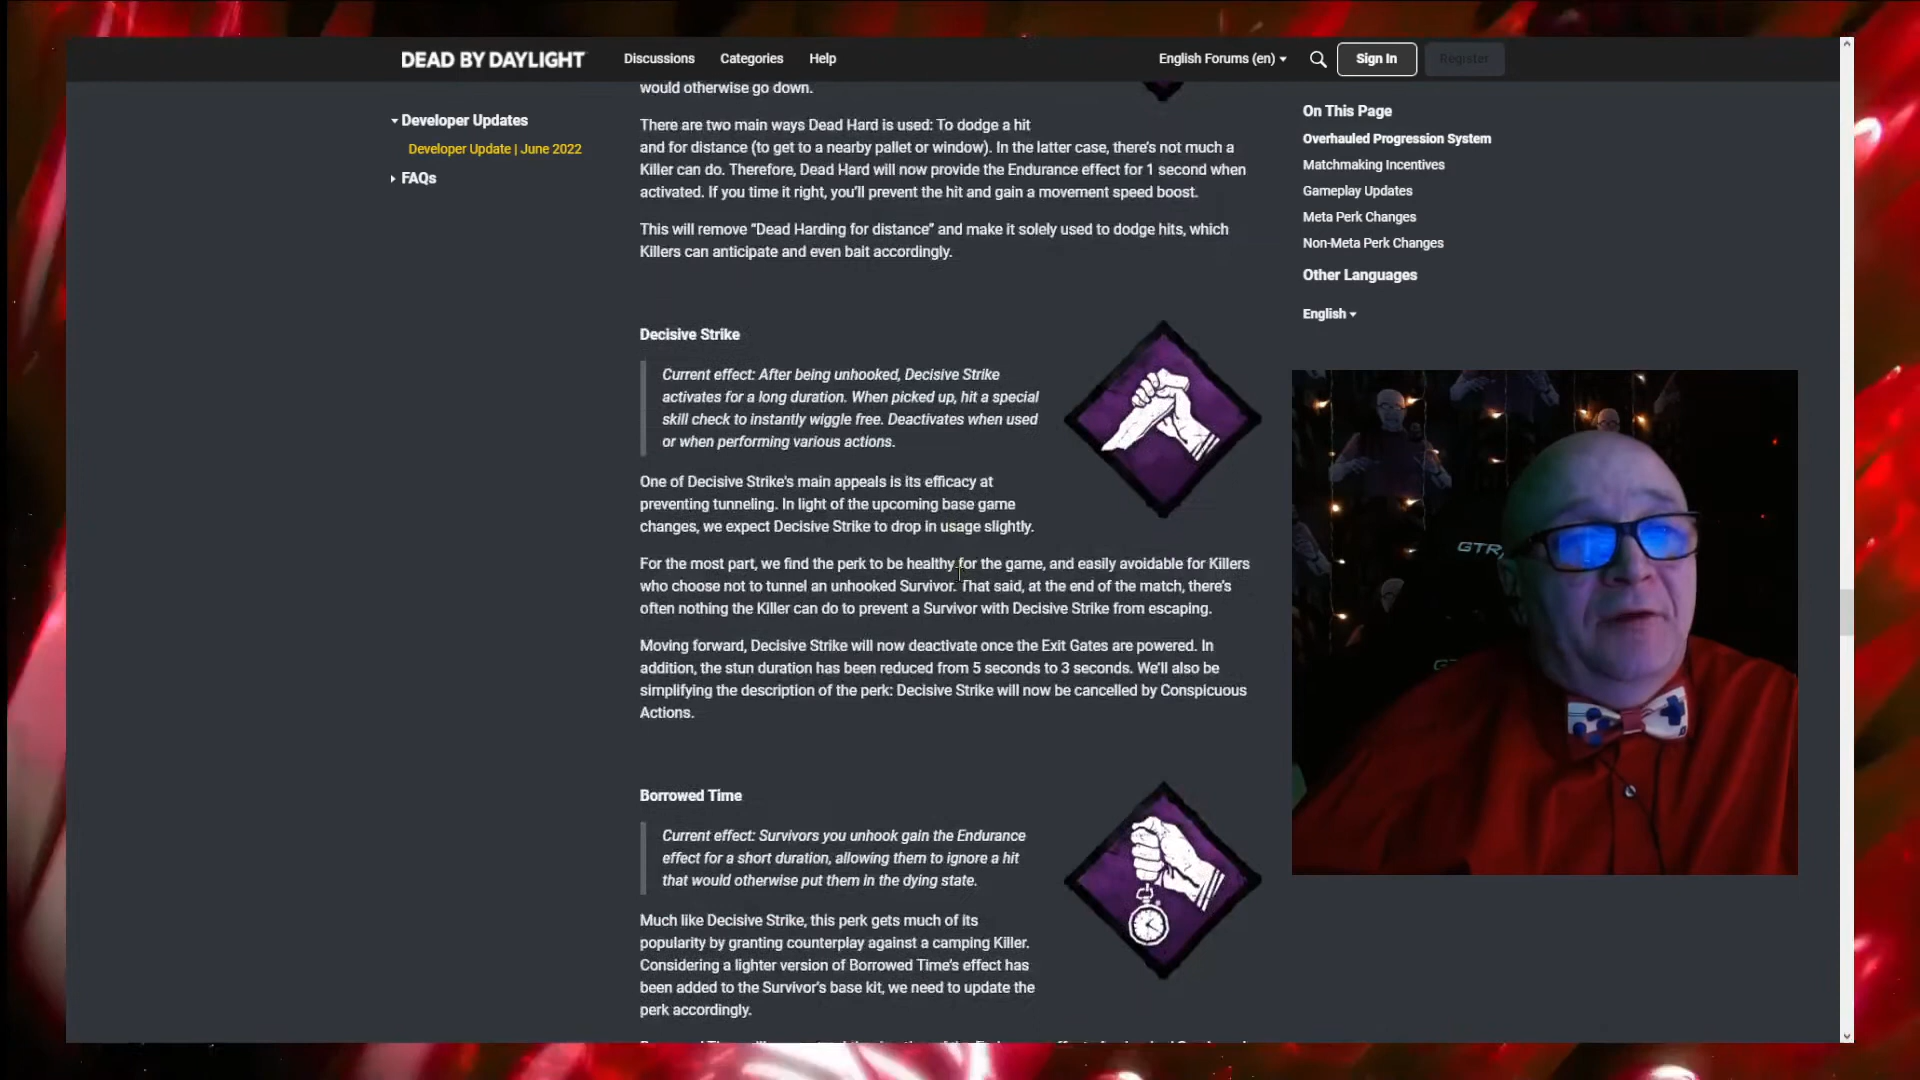 DEAD BY DAYLIGHT
Discussions
Categories
Help
English Forums (en)
Sign In
Register
Developer Updates
Developer Update | June 2022
FAQs
would otherwise go down.
There are two main ways Dead Hard is used: To dodge a hit
and for distance (to get to a nearby pallet or window). In the latter case, there's not much a
Killer can do. Therefore, Dead Hard will now provide the Endurance effect for 1 second when
activated. If you time it right, you'll prevent the hit and gain a movement speed boost.
This will remove "Dead Harding for distance" and make it solely used to dodge hits, which
Killers can anticipate and even bait accordingly.
Decisive Strike
Current effect: After being unhooked, Decisive Strike
activates for a long duration. When picked up, hit a special
skill check to instantly wiggle free. Deactivates when used
or when performing various actions.
One of Decisive Strike's main appeals is its efficacy at
preventing tunneling. In light of the upcoming base game
changes, we expect Decisive Strike to drop in usage slightly.
For the most part, we find the perk to be healthy for the game, and easily avoidable for Killers
who choose not to tunnel an unhooked Survivor. That said, at the end of the match, there's
often nothing the Killer can do to prevent a Survivor with Decisive Strike from escaping.
Moving forward, Decisive Strike will now deactivate once the Exit Gates are powered. In
addition, the stun duration has been reduced from 5 seconds to 3 seconds. We'll also be
simplifying the description of the perk: Decisive Strike will now be cancelled by Conspicuous
Actions.
Borrowed Time
Current effect: Survivors you unhook gain the Endurance
effect for a short duration, allowing them to ignore a hit
that would otherwise put them in the dying state.
Much like Decisive Strike, this perk gets much of its
popularity by granting counterplay against a camping Killer.
Considering a lighter version of Borrowed Time's effect has
been added to the Survivor's base kit, we need to update the
perk accordingly.
On This Page
Overhauled Progression System
Matchmaking Incentives
Gameplay Updates
Meta Perk Changes
Non-Meta Perk Changes
Other Languages
English
GTR